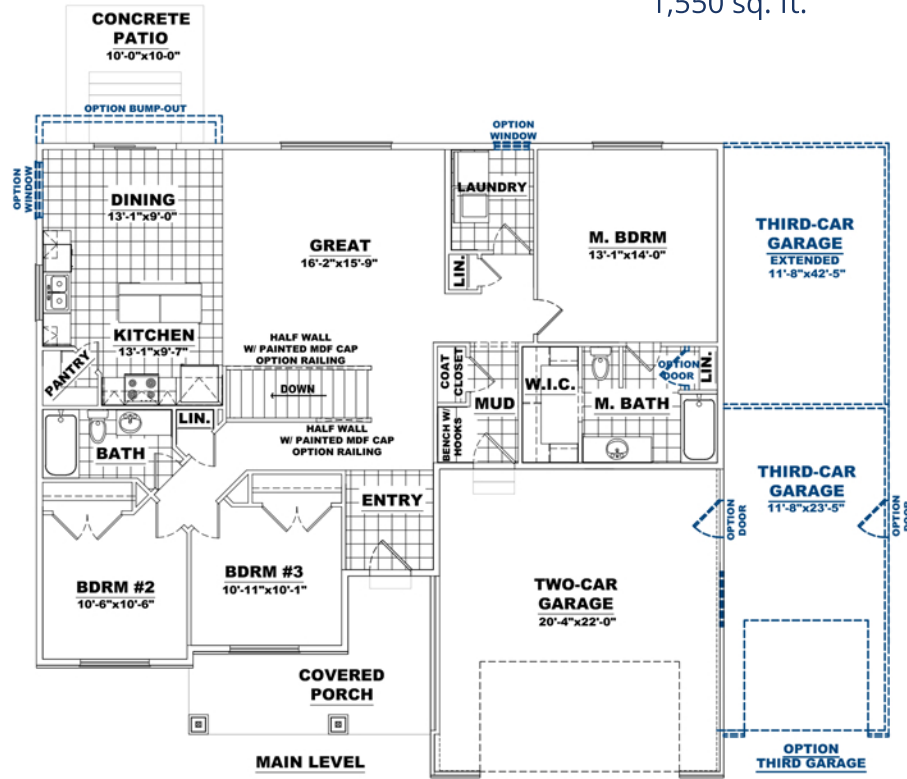 1,550 sq. ft.
CONCRETE
PATIO
10'-0"x10-0"
OPTION BUMP-OUT
OPTION
WINDOW
OPTION
WINDOW
DINING
13'-1"x9'-0"
GREAT
16'-2"x15'-9"
LAUNDRY
LIN.
M. BDRM
13'-1"x14'-0"
THIRD-CAR
GARAGE
EXTENDED
11'-8"x42'-5"
KITCHEN
13'-1"x9'-7"
PANTRY
HALF WALL
W/ PAINTED MDF CAP
OPTION RAILING
DOWN
HALF WALL
W/ PAINTED MDF CAP
OPTION RAILING
COAT
CLOSET
MUD
BENCH W/
HOOKS
W.I.C.
OPTION
DOOR
LIN.
M. BATH
LIN.
BATH
ENTRY
THIRD-CAR
GARAGE
11'-8"x23'-5"
OPTION
DOOR
OPTION
DOOR
BDRM #2
10'-6"x10'-6"
BDRM #3
10'-11"x10'-1"
TWO-CAR
GARAGE
20'-4"x22'-0"
COVERED
PORCH
MAIN LEVEL
OPTION
THIRD GARAGE